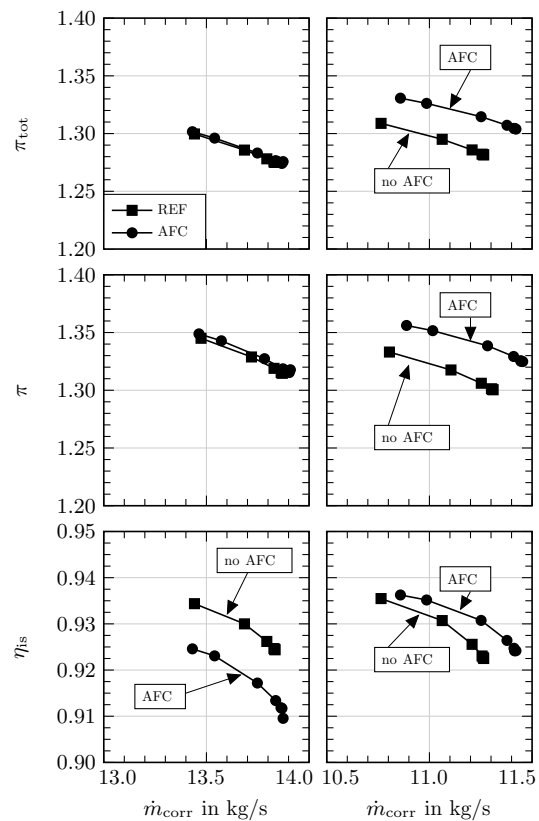 1.40
1.35
1.30
1.25
1.20
π_tot
REF
AFC
AFC
no AFC
1.40
1.35
1.30
1.25
1.20
π
AFC
no AFC
0.95
0.94
0.93
0.92
0.91
0.90
η_is
no AFC
AFC
AFC
no AFC
13.0 13.5 14.0 10.5 11.0 11.5
ṁ_corr in kg/s ṁ_corr in kg/s